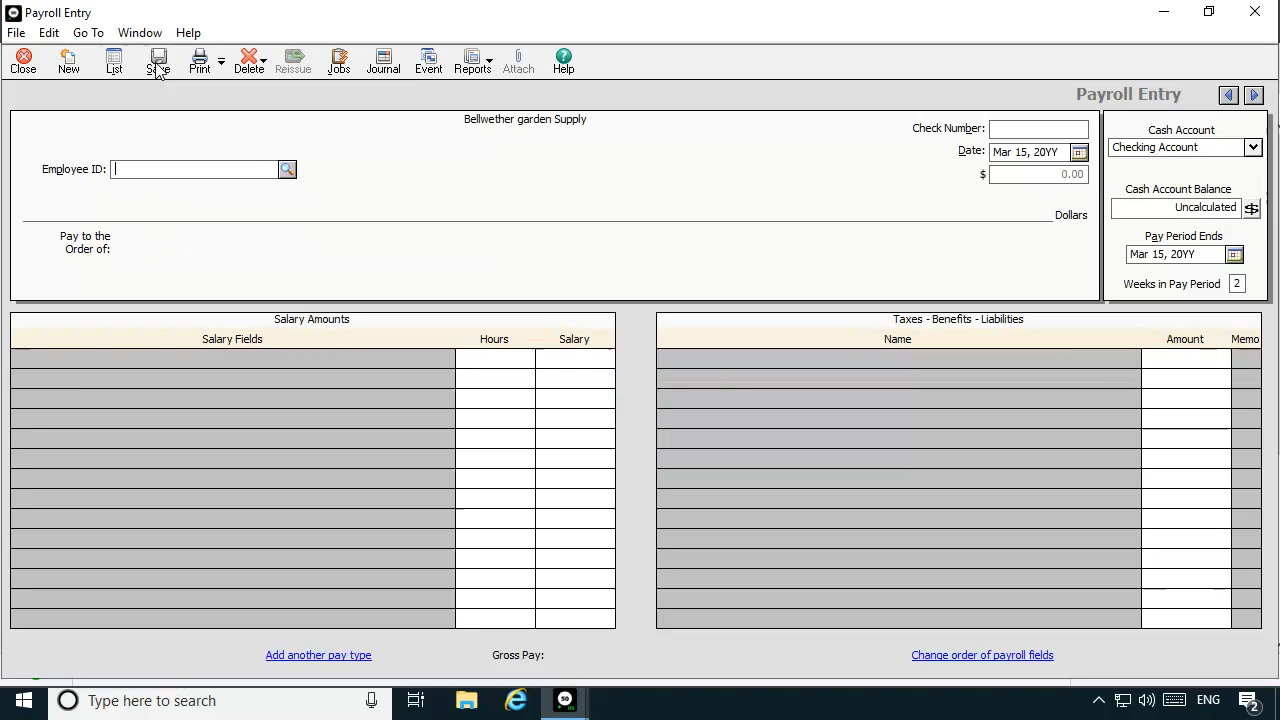 Payroll Entry
File Edit Go To Window Help
Close New List Save Print Delete Reissue Jobs Journal Event Reports Attach Help
Payroll Entry
Bellwether garden Supply
Check Number:
Cash Account
Checking Account
Date: Mar 15, 20YY
Employee ID:
$ 0.00
Cash Account Balance
Uncalculated
Dollars
Pay to the
Order of:
Pay Period Ends
Mar 15, 20YY
Weeks in Pay Period 2
Salary Amounts
Salary Fields Hours Salary
Taxes - Benefits - Liabilities
Name Amount Memo
Add another pay type Gross Pay: Change order of payroll fields
Type here to search
ENG
2